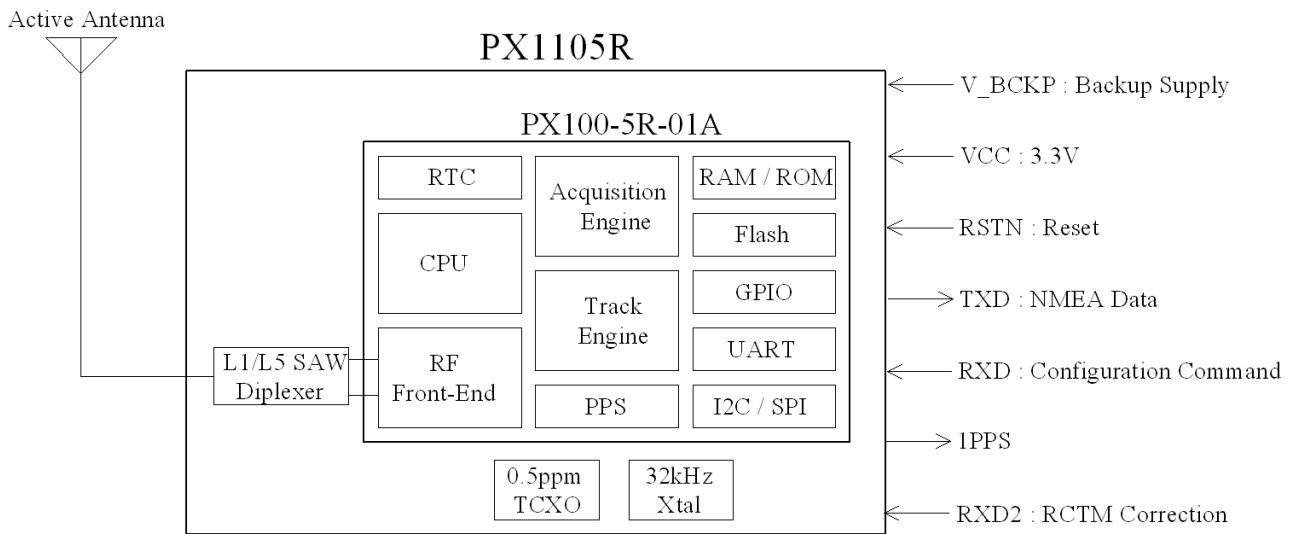 Active Antenna
PX1105R
PX100-5R-01A
RTC
Acquisition
Engine
RAM / ROM
CPU
Flash
Track
Engine
GPIO
RF
Front-End
UART
PPS
I2C / SPI
L1/L5 SAW
Diplexer
0.5ppm
TCXO
32kHz
Xtal
V_BCKP : Backup Supply
VCC : 3.3V
RSTN : Reset
TXD : NMEA Data
RXD : Configuration Command
1PPS
RXD2 : RCTM Correction